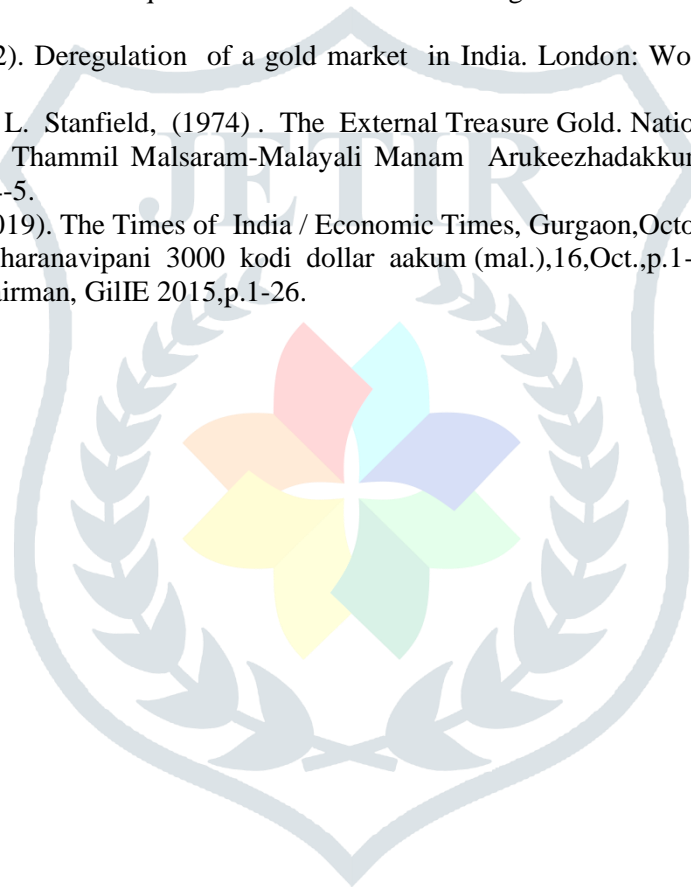 2). Deregulation of a gold market in India. London: Wo
L. Stanfield, (1974) . The External Treasure Gold. Natio
Thammil Malsaram-Malayali Manam Arukeezhadakkun
-5.
019). The Times of India / Economic Times, Gurgaon,Octo
haranavipani 3000 kodi dollar aakum (mal.),16,Oct.,p.1-
airman, GilIE 2015,p.1-26.
JETIR